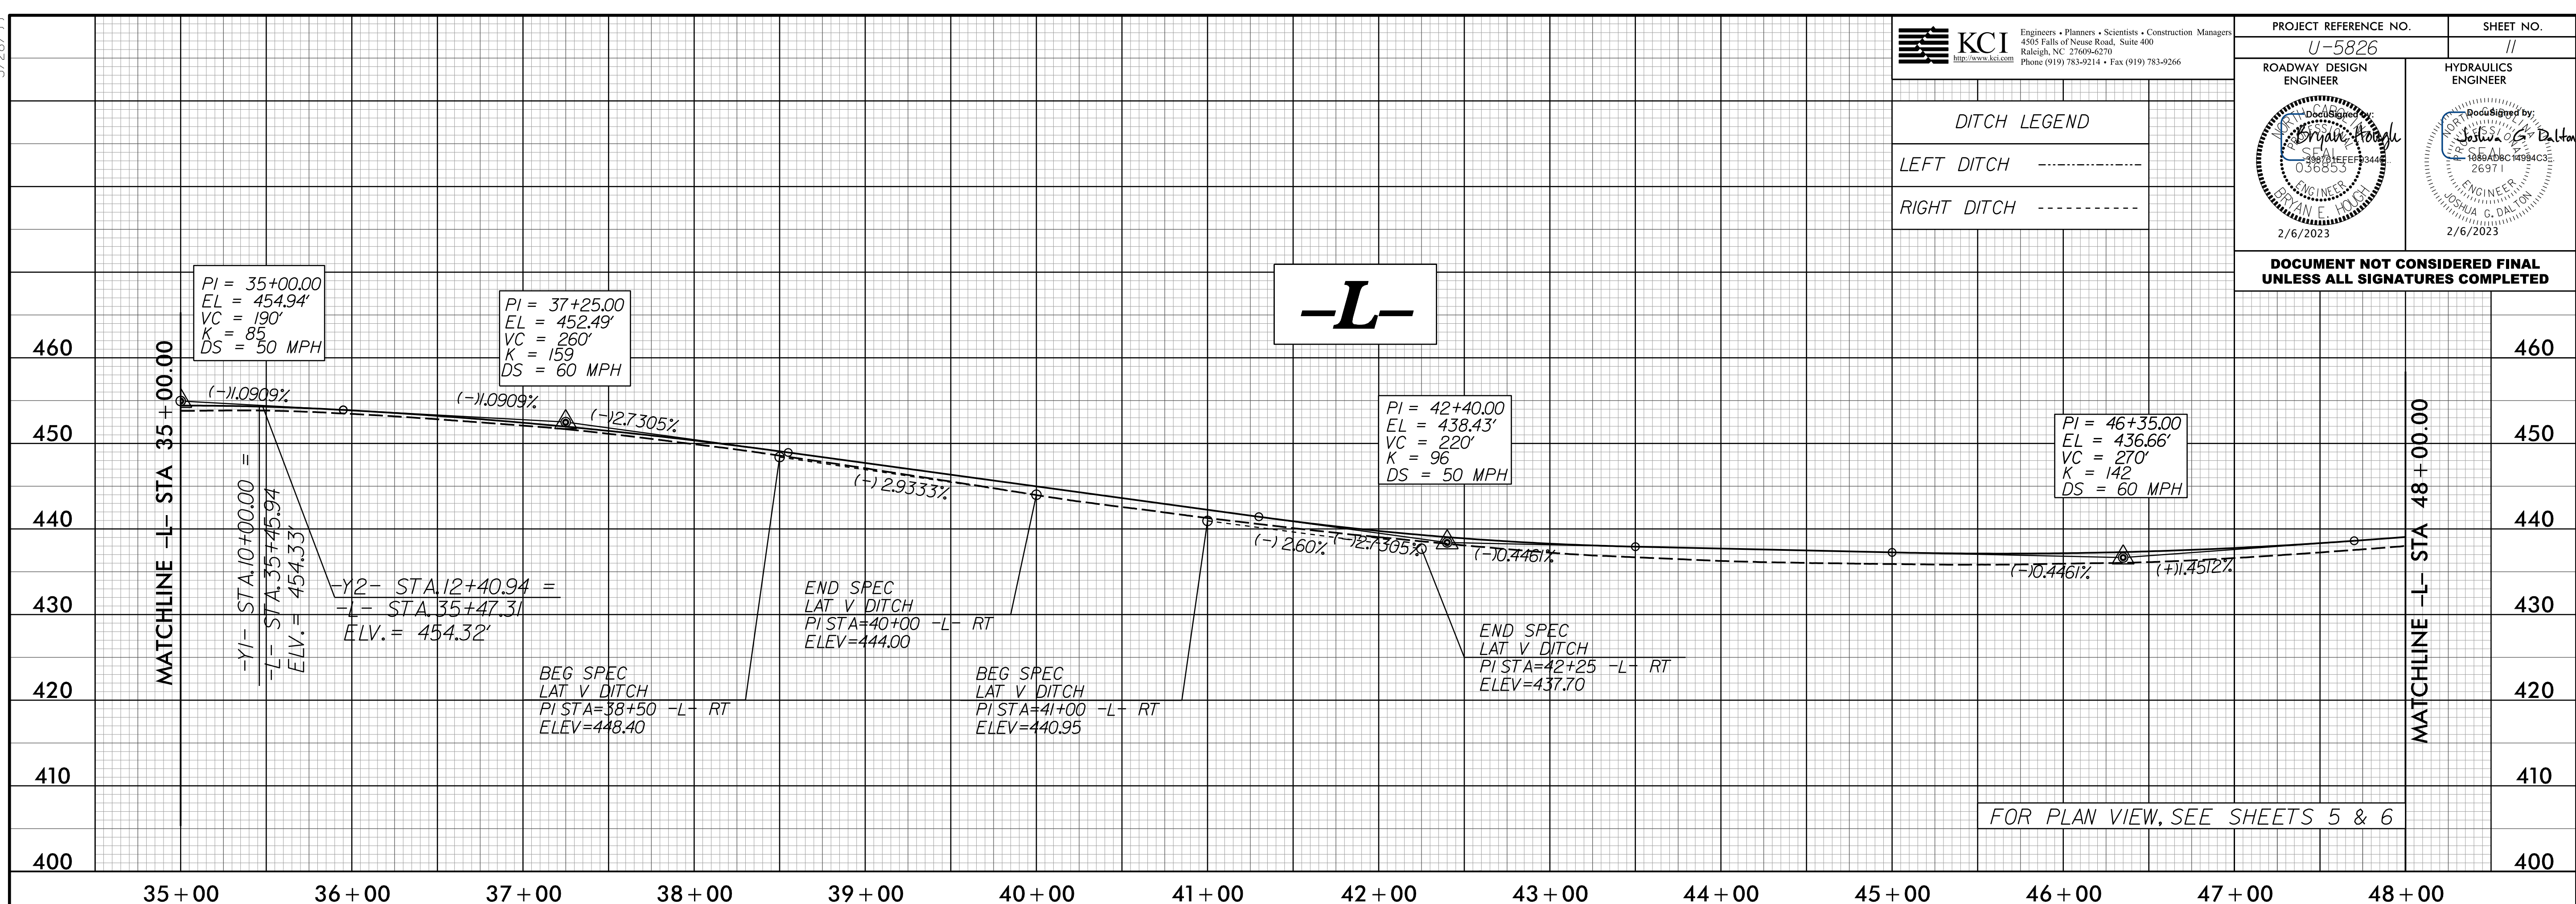 KCI
http://www.kci.com
Engineers • Planners • Scientists • Construction Managers
4505 Falls of Neuse Road, Suite 400
Raleigh, NC 27609-6270
Phone (919) 783-9214 • Fax (919) 783-9266
PROJECT REFERENCE NO.
SHEET NO.
U-5826
11
ROADWAY DESIGN
ENGINEER
HYDRAULICS
ENGINEER
NORTH CAROLINA
PROFESSIONAL
DocuSigned by:
Bryan Hough
SEAL
036853
ENGINEER
BRYAN E. HOUGH
2/6/2023
NORTH CAROLINA
PROFESSIONAL
DocuSigned by:
Joshua G Dalton
SEAL
1089AD8C14994C3...
26971
ENGINEER
JOSHUA G. DALTON
2/6/2023
DOCUMENT NOT CONSIDERED FINAL
UNLESS ALL SIGNATURES COMPLETED
DITCH LEGEND
LEFT DITCH
RIGHT DITCH
-L-
PI = 35+00.00
EL = 454.94'
VC = 190'
K = 85
DS = 50 MPH
PI = 37+25.00
EL = 452.49'
VC = 260'
K = 159
DS = 60 MPH
PI = 42+40.00
EL = 438.43'
VC = 220'
K = 96
DS = 50 MPH
PI = 46+35.00
EL = 436.66'
VC = 270'
K = 142
DS = 60 MPH
460
450
440
430
420
410
400
460
450
440
430
420
410
400
MATCHLINE -L- STA 35+00.00
MATCHLINE -L- STA 48+00.00
(-)1.0909%
(-)1.0909%
(-)2.7305%
(-) 2.9333%
(-) 2.60%
(-)2.7305%
(-)0.4461%
(-)0.4461%
(+)1.4512%
-Y1- STA.10+00.00 =
-L- STA.35+45.94
ELV.= 454.33'
-Y2- STA.12+40.94 =
-L- STA.35+47.31
ELV.= 454.32'
BEG SPEC
LAT V DITCH
PI STA=38+50 -L- RT
ELEV=448.40
END SPEC
LAT V DITCH
PI STA=40+00 -L- RT
ELEV=444.00
BEG SPEC
LAT V DITCH
PI STA=41+00 -L- RT
ELEV=440.95
END SPEC
LAT V DITCH
PI STA=42+25 -L- RT
ELEV=437.70
FOR PLAN VIEW, SEE SHEETS 5 & 6
35+00 36+00 37+00 38+00 39+00 40+00 41+00 42+00 43+00 44+00 45+00 46+00 47+00 48+00